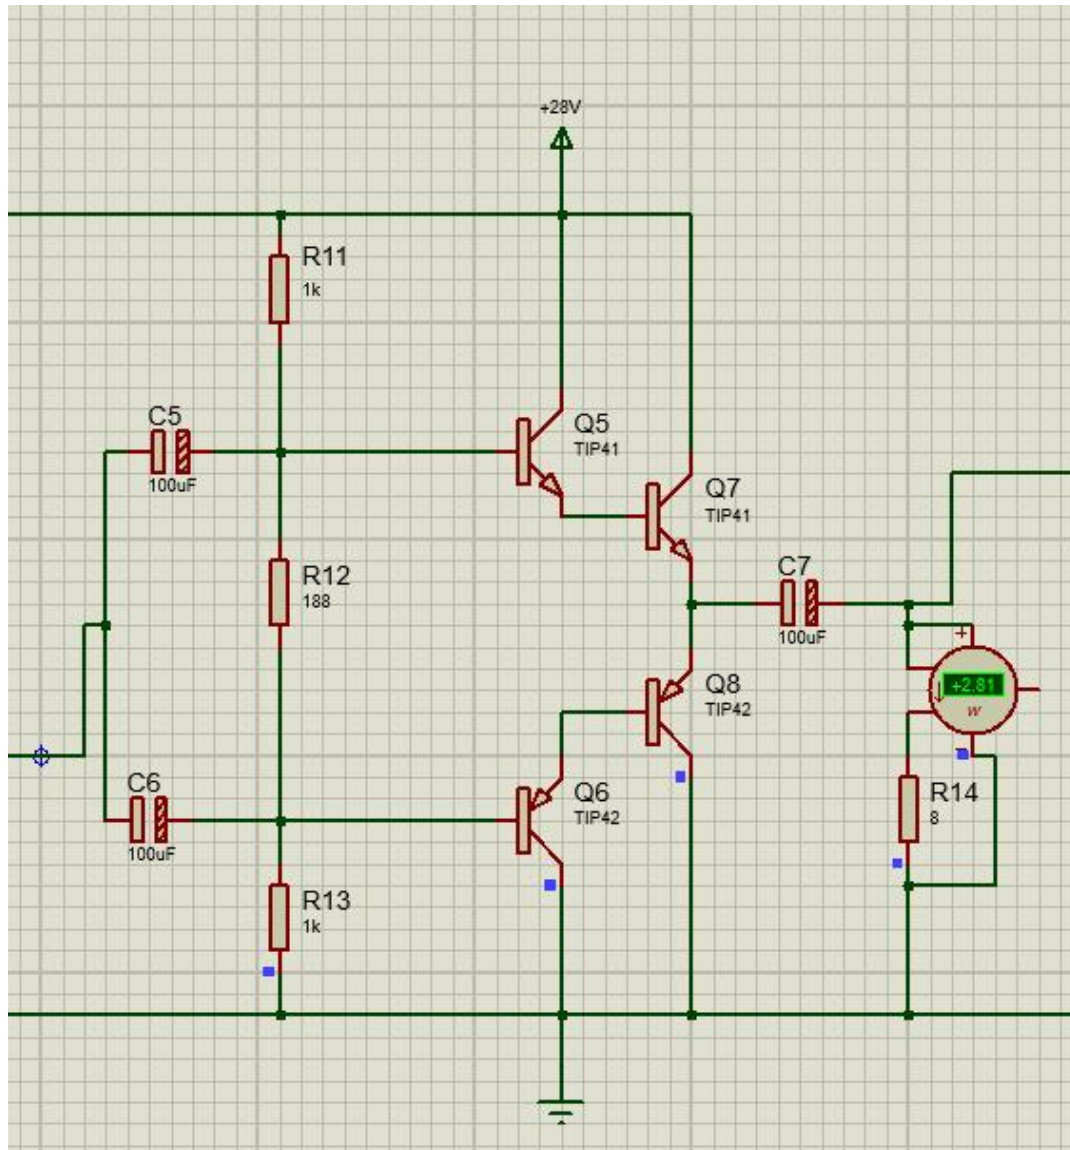 +28V
R11
1k
C5
100uF
Q5
TIP41
Q7
TIP41
R12
188
C7
100uF
+
+2.81
W
Q8
TIP42
C6
100uF
Q6
TIP42
R14
8
R13
1k